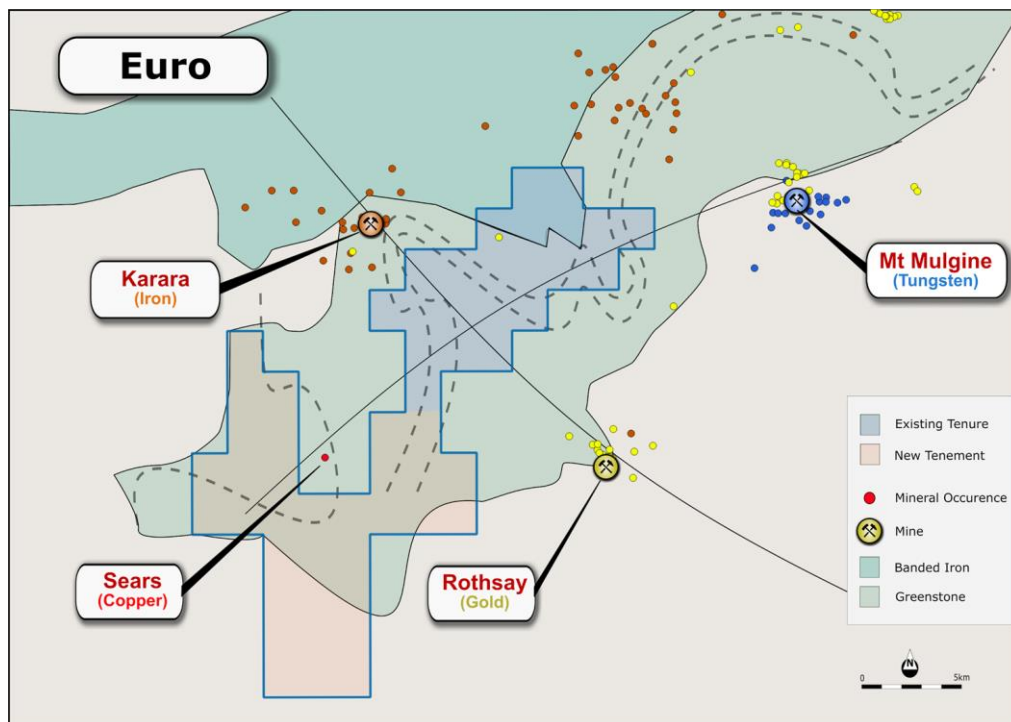 Euro
Karara
(Iron)
Mt Mulgine
(Tungsten)
Sears
(Copper)
Rothsay
(Gold)
Existing Tenure
New Tenement
Mineral Occurence
Mine
Banded Iron
Greenstone
N
0 5km